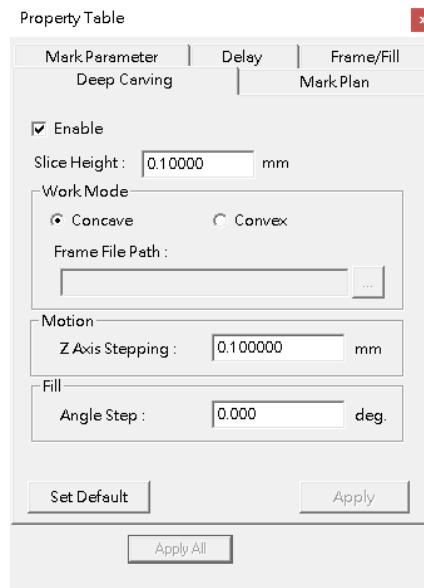 Property Table
x
Mark Parameter Delay Frame/Fill
Deep Carving Mark Plan
Enable
Slice Height : 0.10000 mm
Work Mode
Concave Convex
Frame File Path :
...
Motion
Z Axis Stepping : 0.100000 mm
Fill
Angle Step : 0.000 deg.
Set Default Apply
Apply All